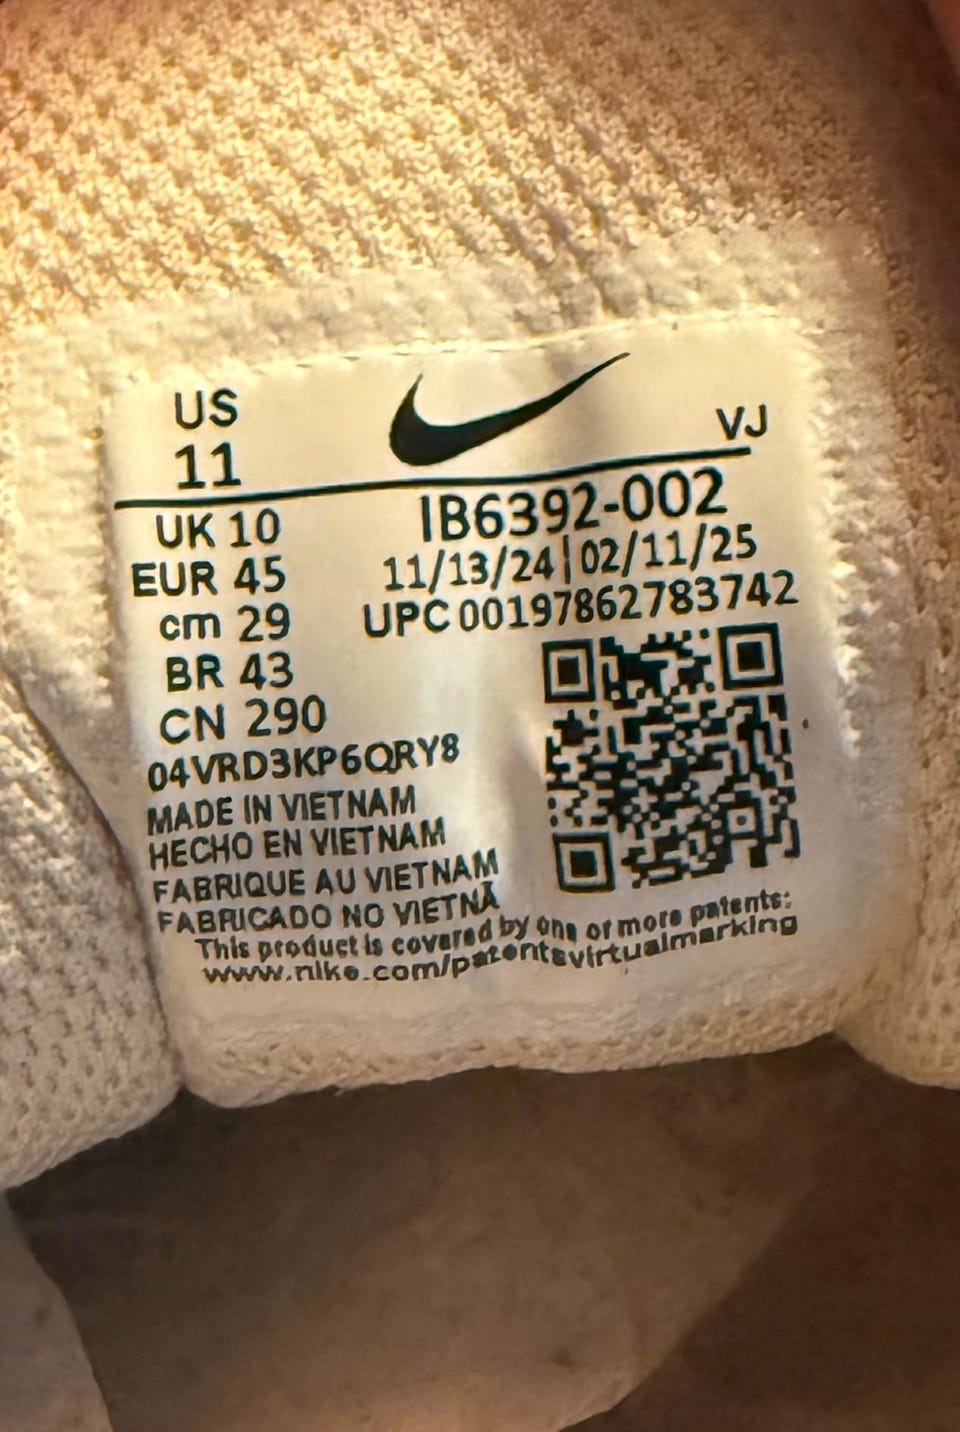 US
11
VJ
UK 10
EUR 45
cm 29
BR 43
CN 290
IB6392-002
11/13/24|02/11/25
UPC 00197862783742
04VRD3KP6QRY8
MADE IN VIETNAM
HECHO EN VIETNAM
FABRIQUE AU VIETNAM
FABRICADO NO VIETNÃ
This product is covered by one or more patents:
www.nike.com/patentsvirtualmarking